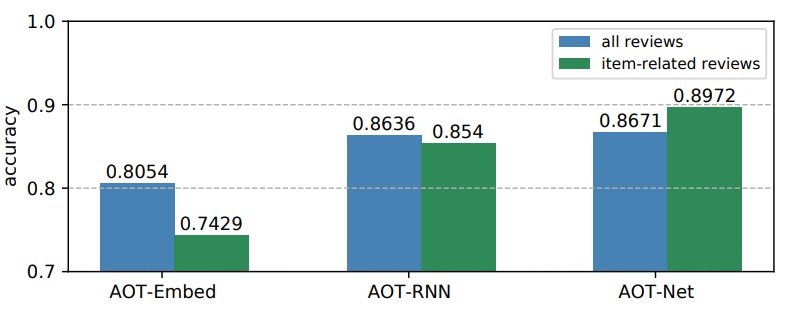 1.0
all reviews
item-related reviews
0.9
0.8972
0.8636
0.854
0.8671
accuracy
0.8054
0.8
0.7429
0.7
AOT-Embed
AOT-RNN
AOT-Net